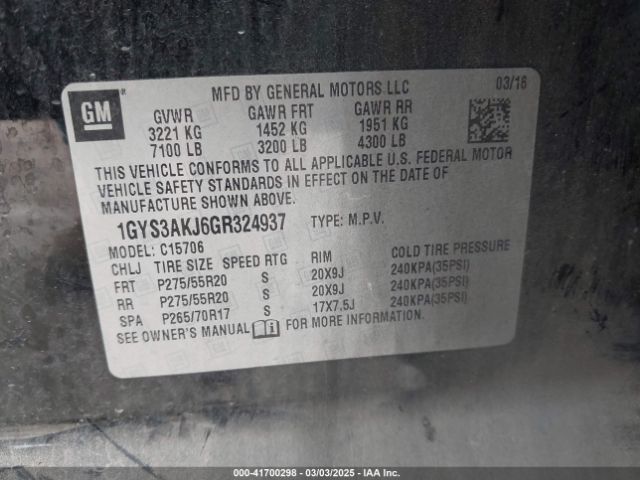 MFD BY GENERAL MOTORS LLC 03/16
GM
GVWR GAWR FRT GAWR RR
3221 KG 1452 KG 1951 KG
7100 LB 3200 LB 4300 LB
THIS VEHICLE CONFORMS TO ALL APPLICABLE U.S. FEDERAL MOTOR
VEHICLE SAFETY STANDARDS IN EFFECT ON THE DATE OF
MANUFACTURE SHOWN ABOVE.
1GYS3AKJ6GR324937 TYPE: M.P.V.
MODEL: C15706
CHLJ TIRE SIZE SPEED RTG RIM COLD TIRE PRESSURE
FRT P275/55R20 S 20X9J 240KPA(35PSI)
RR P275/55R20 S 20X9J 240KPA(35PSI)
SPA P265/70R17 S 17X7.5J 240KPA(35PSI)
SEE OWNER'S MANUAL i FOR MORE INFORMATION.
000-41700298 - 03/03/2025 - IAA Inc.